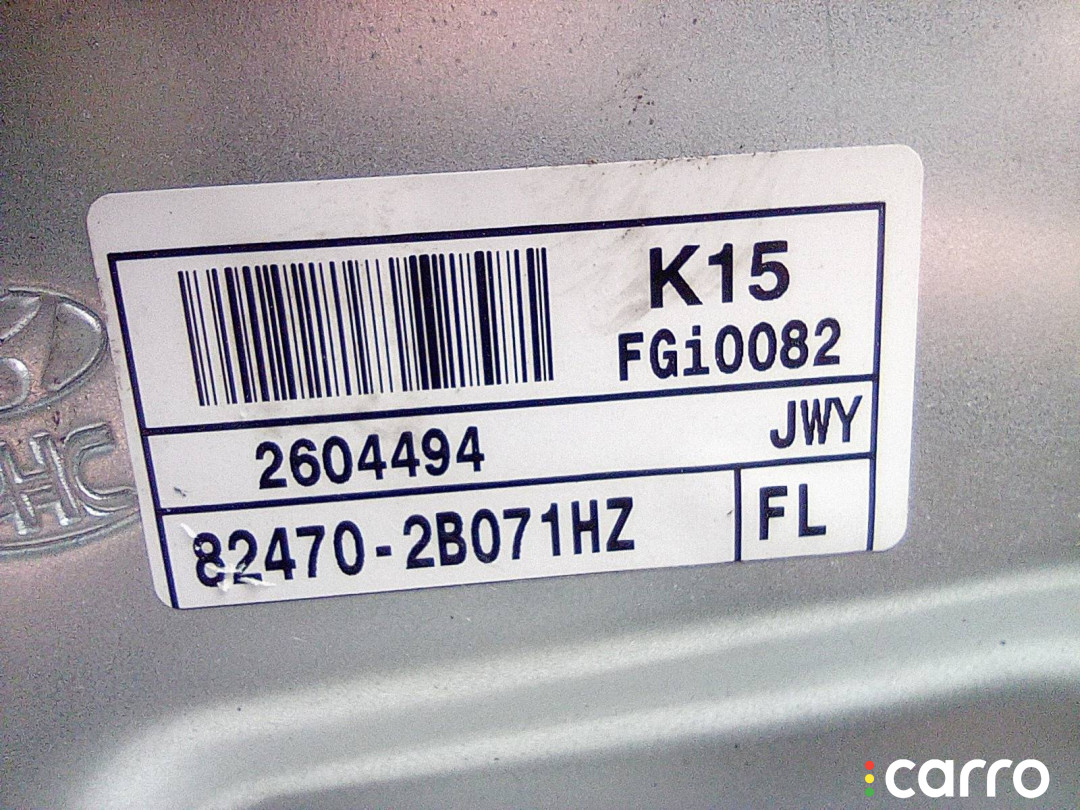 K15
FGi0082
2604494 JWY
82470-2B071HZ FL
HC
carro